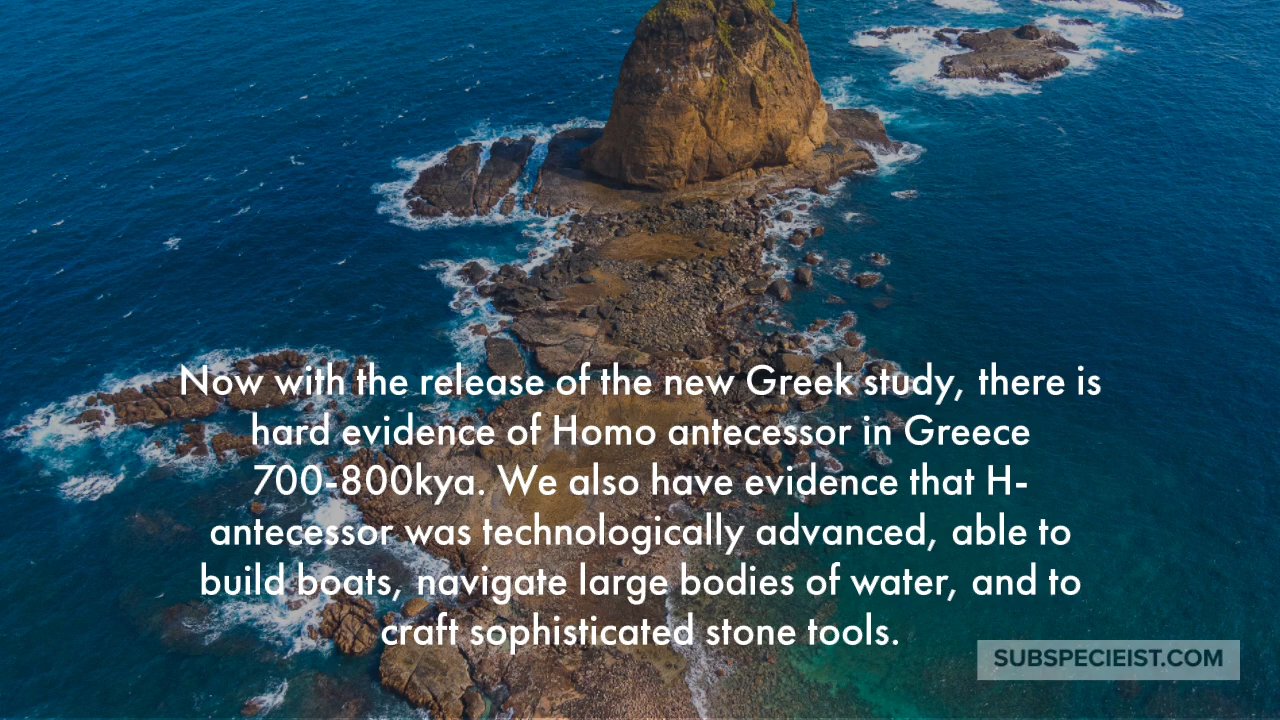 Now with the release of the new Greek study, there is
hard evidence of Homo antecessor in Greece
700-800kya. We also have evidence that H-
antecessor was technologically advanced, able to
build boats, navigate large bodies of water, and to
craft sophisticated stone tools.
SUBSPECIEIST.COM